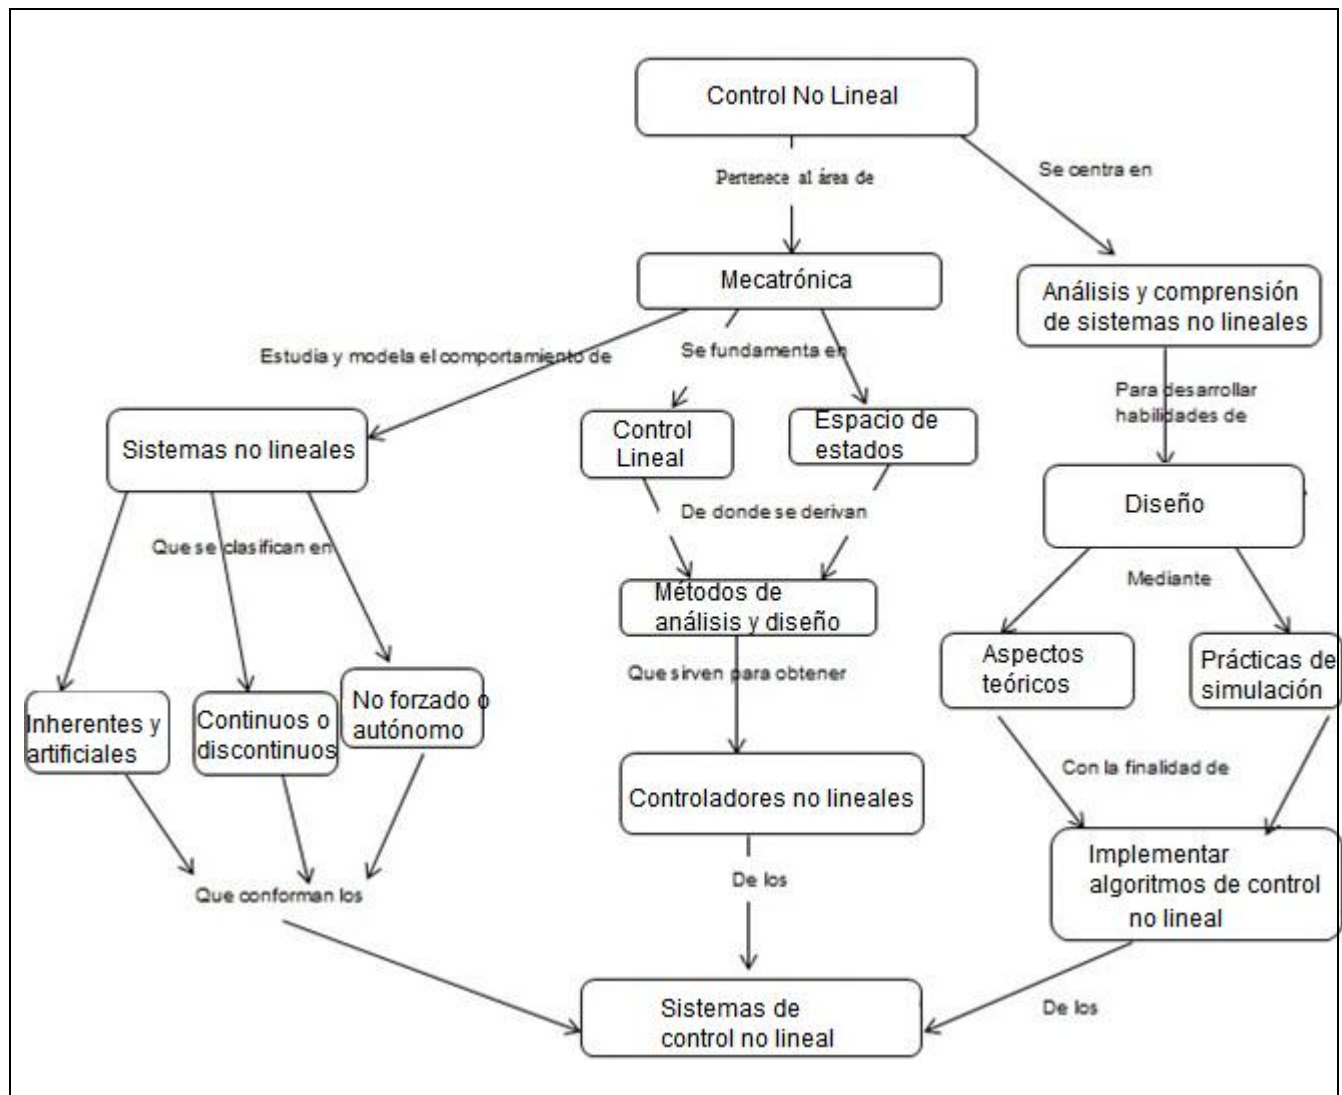 Control No Lineal
Pertenece al área de
Se centra en
Mecatrónica
Análisis y comprensión
de sistemas no lineales
Estudia y modela el comportamiento de
Se fundamenta en
Para desarrollar
habilidades de
Sistemas no lineales
Control
Lineal
Espacio de
estados
Diseño
Que se clasifican en
De donde se derivan
Mediante
Métodos de
análisis y diseño
Inherentes y
artificiales
Continuos o
discontinuos
No forzado o
autónomo
Que sirven para obtener
Aspectos
teóricos
Prácticas de
simulación
Con la finalidad de
Controladores no lineales
Implementar
algoritmos de control
no lineal
Que conforman los
De los
Sistemas de
control no lineal
De los